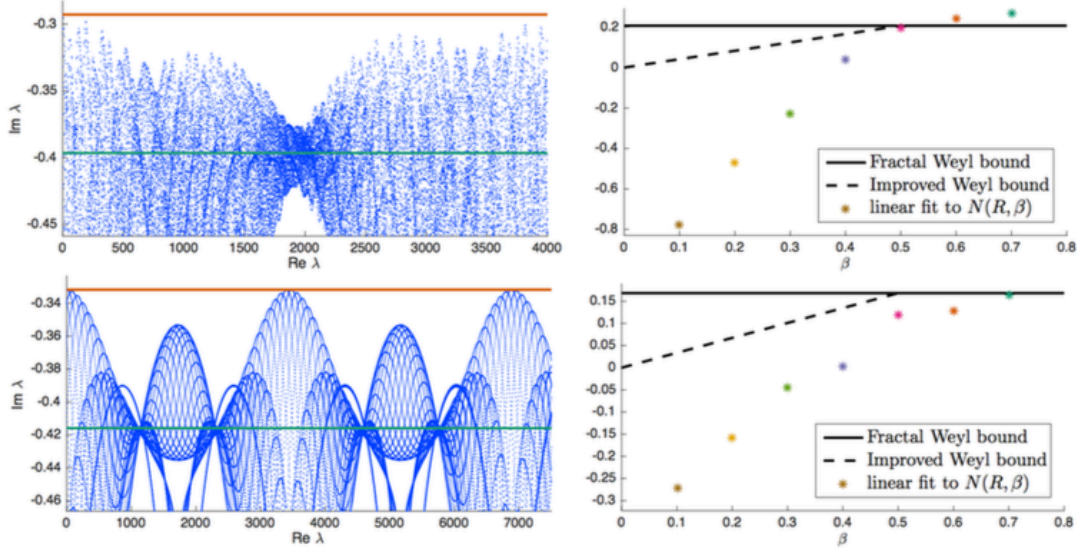 -0.3
-0.35
-0.4
-0.45
Im λ
0 500 1000 1500 2000 2500 3000 3500 4000
Re λ
0.2
0
-0.2
-0.4
-0.6
-0.8
0 0.1 0.2 0.3 0.4 0.5 0.6 0.7 0.8
β
Fractal Weyl bound
Improved Weyl bound
linear fit to N(R, β)
-0.34
-0.36
-0.38
-0.4
-0.42
-0.44
-0.46
Im λ
0 1000 2000 3000 4000 5000 6000 7000
Re λ
0.15
0.1
0.05
0
-0.05
-0.1
-0.15
-0.2
-0.25
-0.3
0 0.1 0.2 0.3 0.4 0.5 0.6 0.7 0.8
β
Fractal Weyl bound
Improved Weyl bound
linear fit to N(R, β)